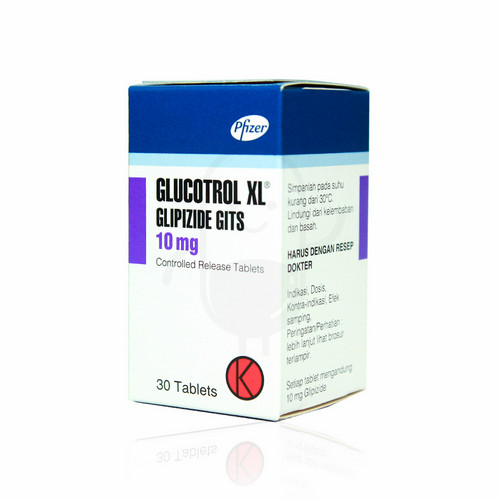 Pfizer
GLUCOTROL XL®
GLIPIZIDE GITS
10 mg
Controlled Release Tablets
30 Tablets
K
Simpanlah pada suhu
kurang dari 30°C.
Lindungi dari kelembaban
dan basah.
HARUS DENGAN RESEP
DOKTER
Indikasi, Dosis,
Kontra-indikasi, Efek
samping,
Peringatan/Perhatian :
lebih lanjut lihat brosur
terlampir.
Setiap tablet mengandung
10 mg Glipizide